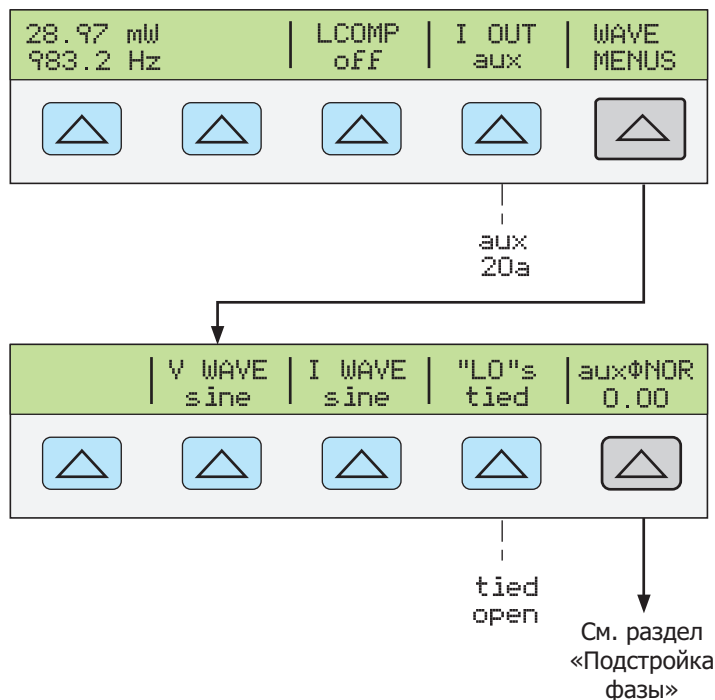 28.97 mW | LCOMP | I OUT | WAVE
983.2 Hz | off | aux | MENUS
aux
20a
| V WAVE | I WAVE | "LO"s | auxΦNOR
| sine | sine | tied | 0.00
tied
open
См. раздел
«Подстройка
фазы»